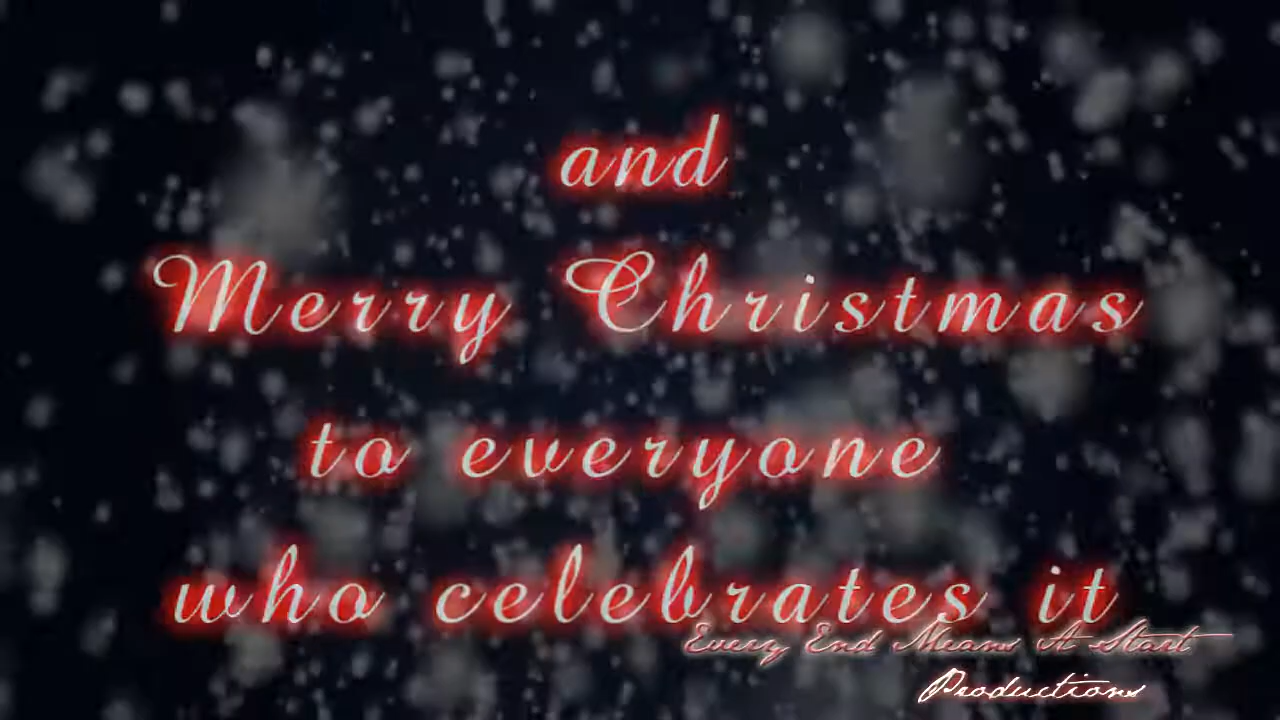 and
Merry Christmas
to everyone
who celebrates it
Every End Means A Start
Productions